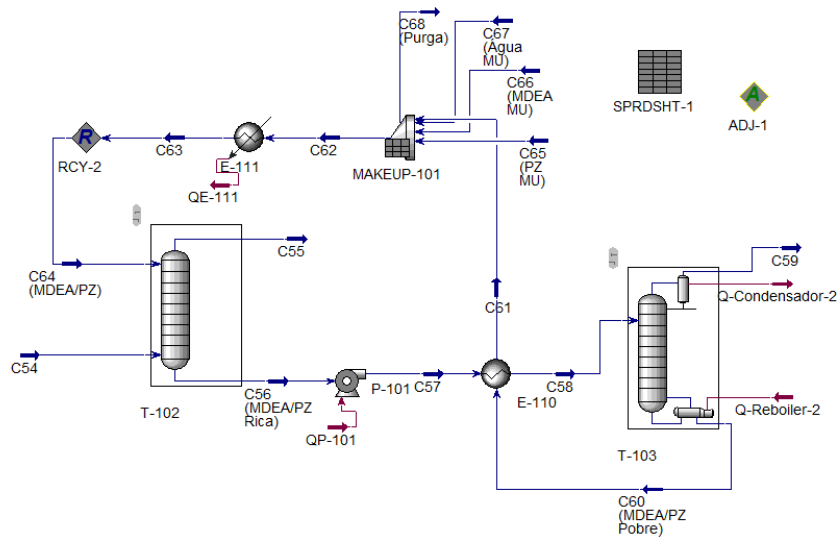 C68
(Purga)
C67
(Água
MU)
C66
(MDEA
MU)
SPRDSHT-1
A
ADJ-1
R
RCY-2
C63
E-111
QE-111
C62
MAKEUP-101
C65
(PZ
MU)
C64
(MDEA/PZ)
C55
C54
T-102
C56
(MDEA/PZ
Rica)
P-101
QP-101
C57
C61
E-110
C58
C59
Q-Condensador-2
Q-Reboiler-2
T-103
C60
(MDEA/PZ
Pobre)